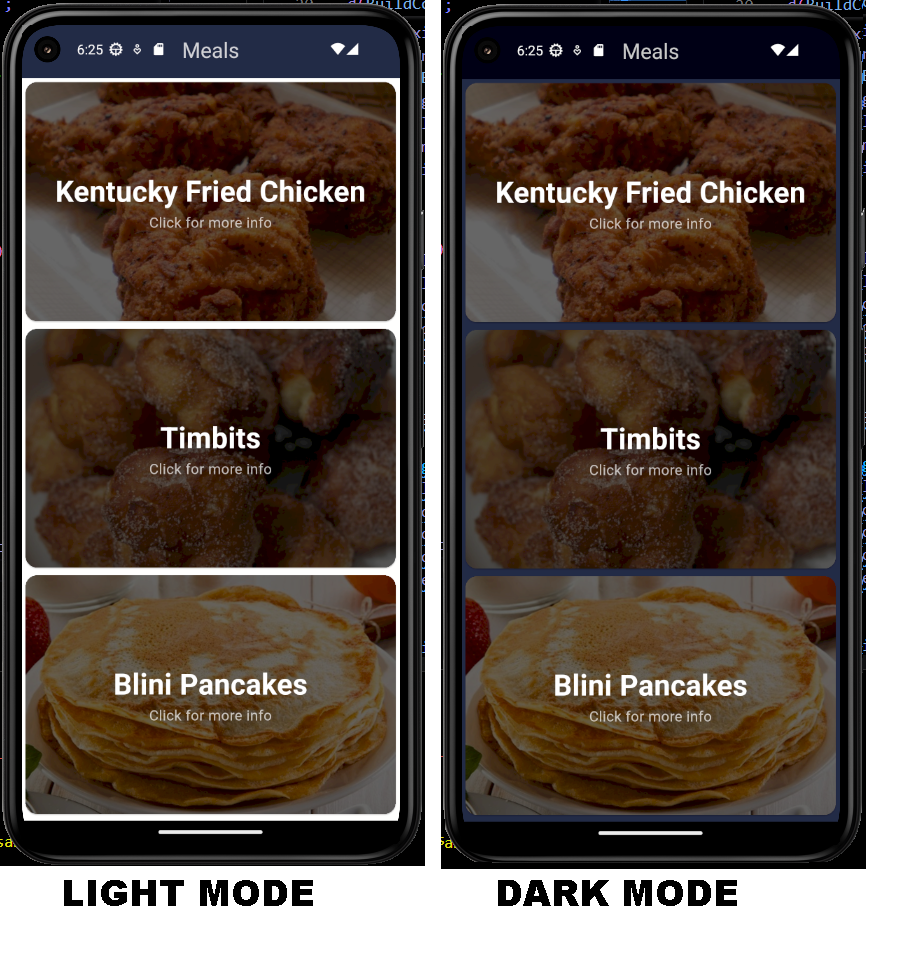 6:25 Meals
Kentucky Fried Chicken
Click for more info
Timbits
Click for more info
Blini Pancakes
Click for more info
LIGHT MODE
6:25 Meals
Kentucky Fried Chicken
Click for more info
Timbits
Click for more info
Blini Pancakes
Click for more info
DARK MODE